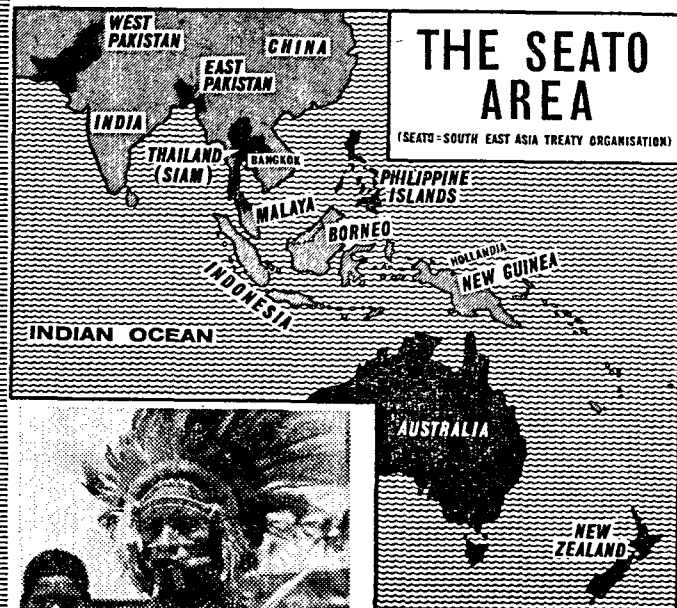 THE SEATO
AREA
(SEATO=SOUTH EAST ASIA TREATY ORGANISATION)
WEST
PAKISTAN
CHINA
EAST
PAKISTAN
INDIA
THAILAND
(SIAM)
BANGKOK
PHILIPPINE
ISLANDS
MALAYA
BORNEO
HOLLANDIA
NEW GUINEA
INDONESIA
INDIAN OCEAN
AUSTRALIA
NEW
ZEALAND